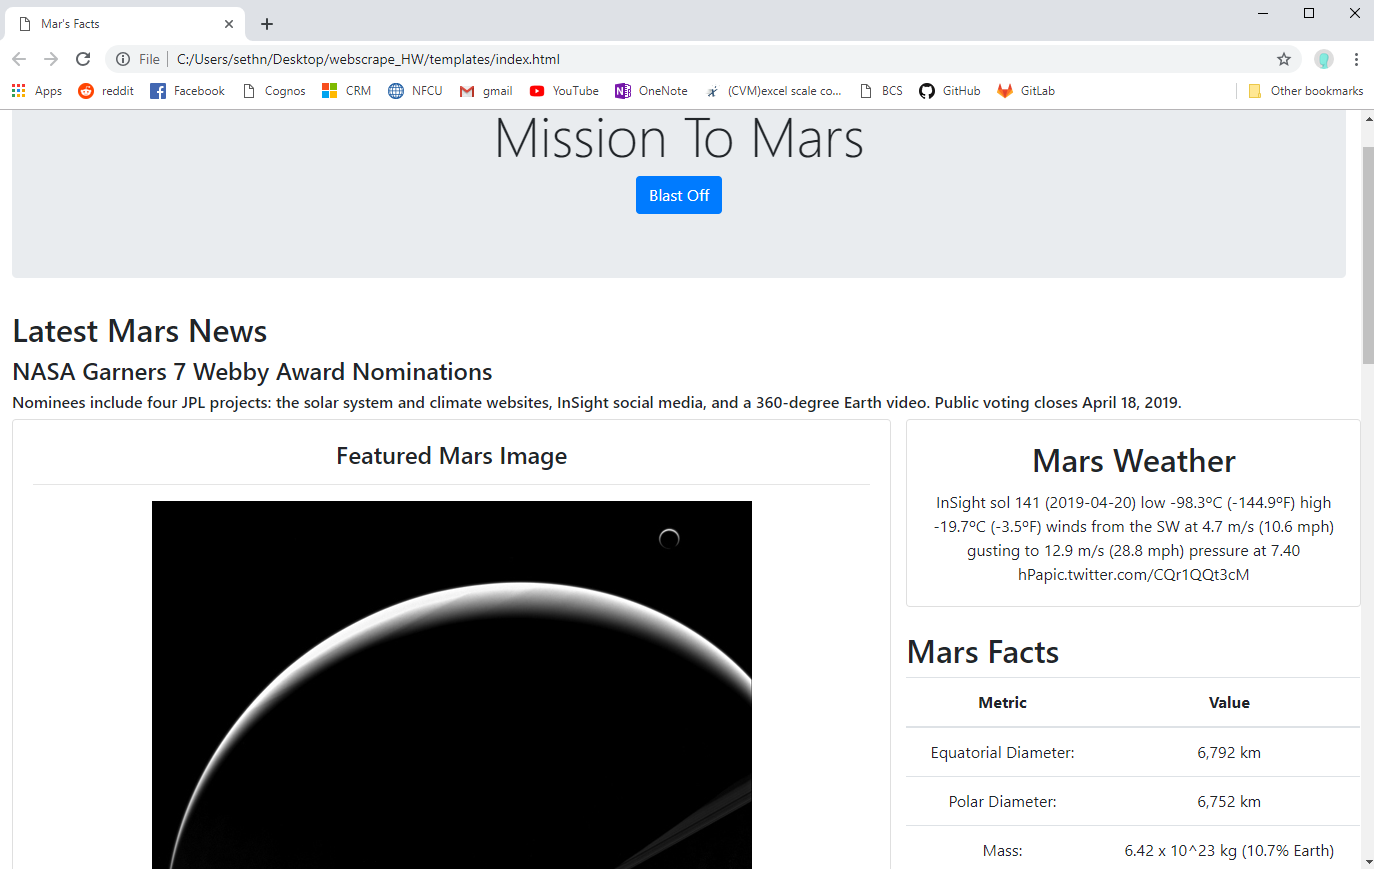 Mar's Facts
File
C:/Users/sethn/Desktop/webscrape_HW/templates/index.html
Apps reddit Facebook Cognos CRM NFCU gmail YouTube OneNote (CVM)excel scale co... BCS GitHub GitLab Other bookmarks
Mission To Mars
Blast Off
Latest Mars News
NASA Garners 7 Webby Award Nominations
Nominees include four JPL projects: the solar system and climate websites, InSight social media, and a 360-degree Earth video. Public voting closes April 18, 2019.
Featured Mars Image
Mars Weather
InSight sol 141 (2019-04-20) low -98.3ºC (-144.9ºF) high
-19.7ºC (-3.5ºF) winds from the SW at 4.7 m/s (10.6 mph)
gusting to 12.9 m/s (28.8 mph) pressure at 7.40
hPapic.twitter.com/CQr1QQt3cM
Mars Facts
Metric Value
Equatorial Diameter: 6,792 km
Polar Diameter: 6,752 km
Mass: 6.42 x 10^23 kg (10.7% Earth)